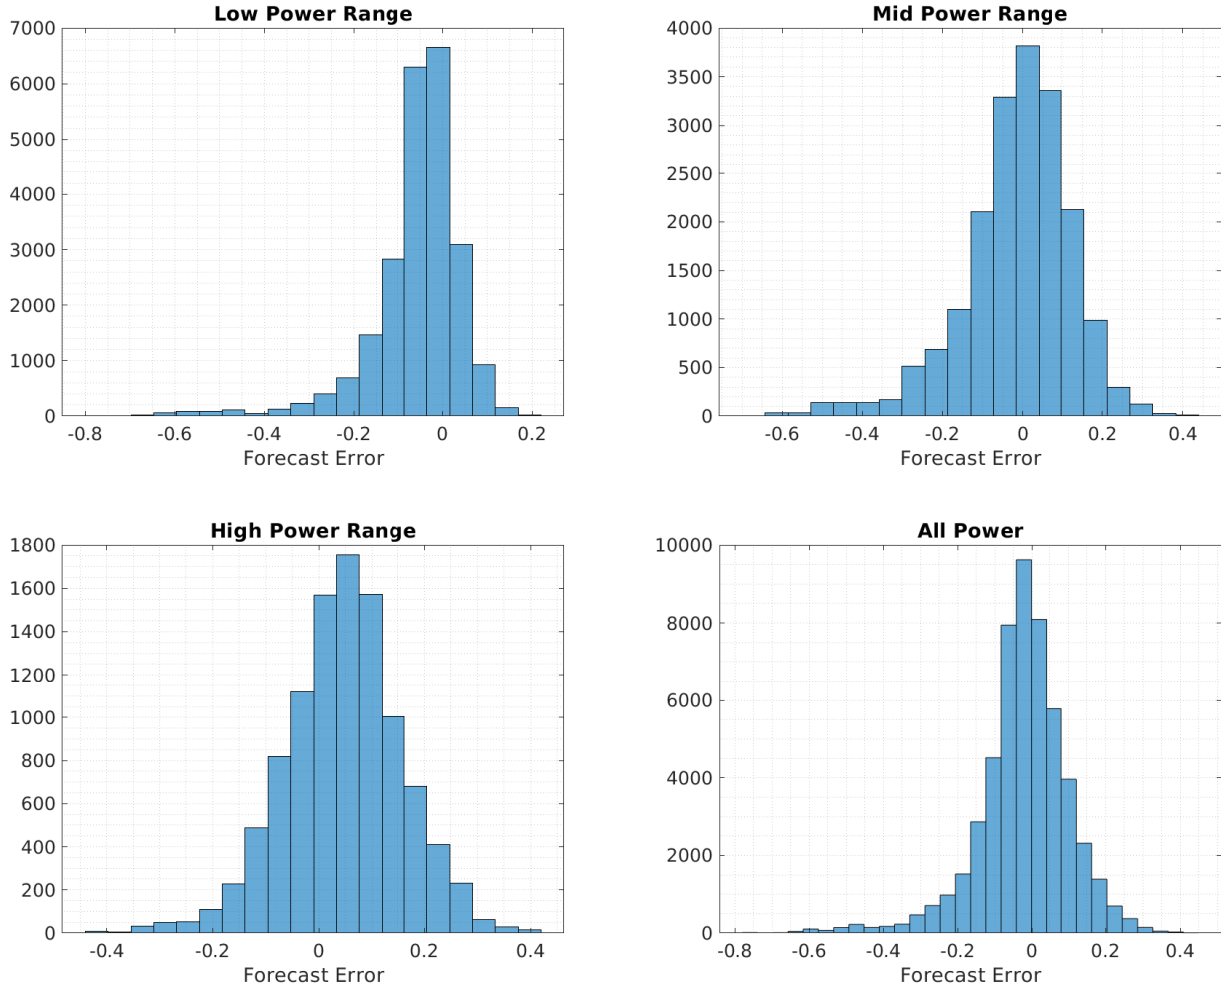 Low Power Range
7000
6000
5000
4000
3000
2000
1000
0
-0.8 -0.6 -0.4 -0.2 0 0.2
Forecast Error
Mid Power Range
4000
3500
3000
2500
2000
1500
1000
500
0
-0.6 -0.4 -0.2 0 0.2 0.4
Forecast Error
High Power Range
1800
1600
1400
1200
1000
800
600
400
200
0
-0.4 -0.2 0 0.2 0.4
Forecast Error
All Power
10000
8000
6000
4000
2000
0
-0.8 -0.6 -0.4 -0.2 0 0.2 0.4
Forecast Error